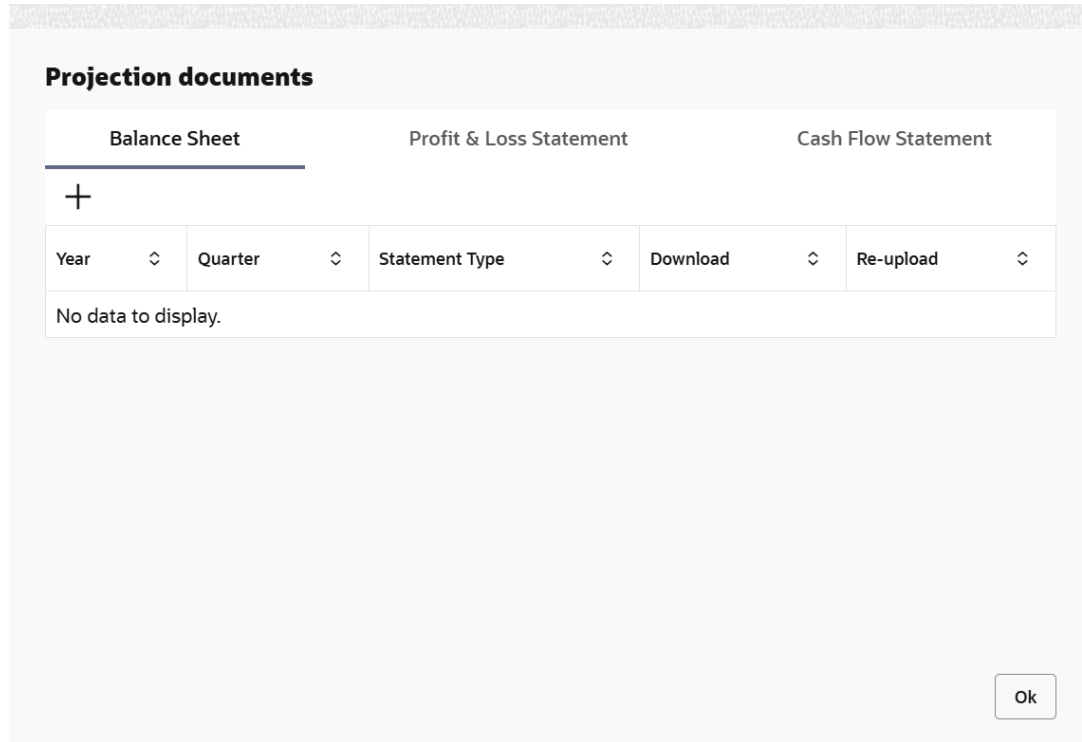 Projection documents
Balance Sheet Profit & Loss Statement Cash Flow Statement
Year Quarter Statement Type Download Re-upload
No data to display.
Ok